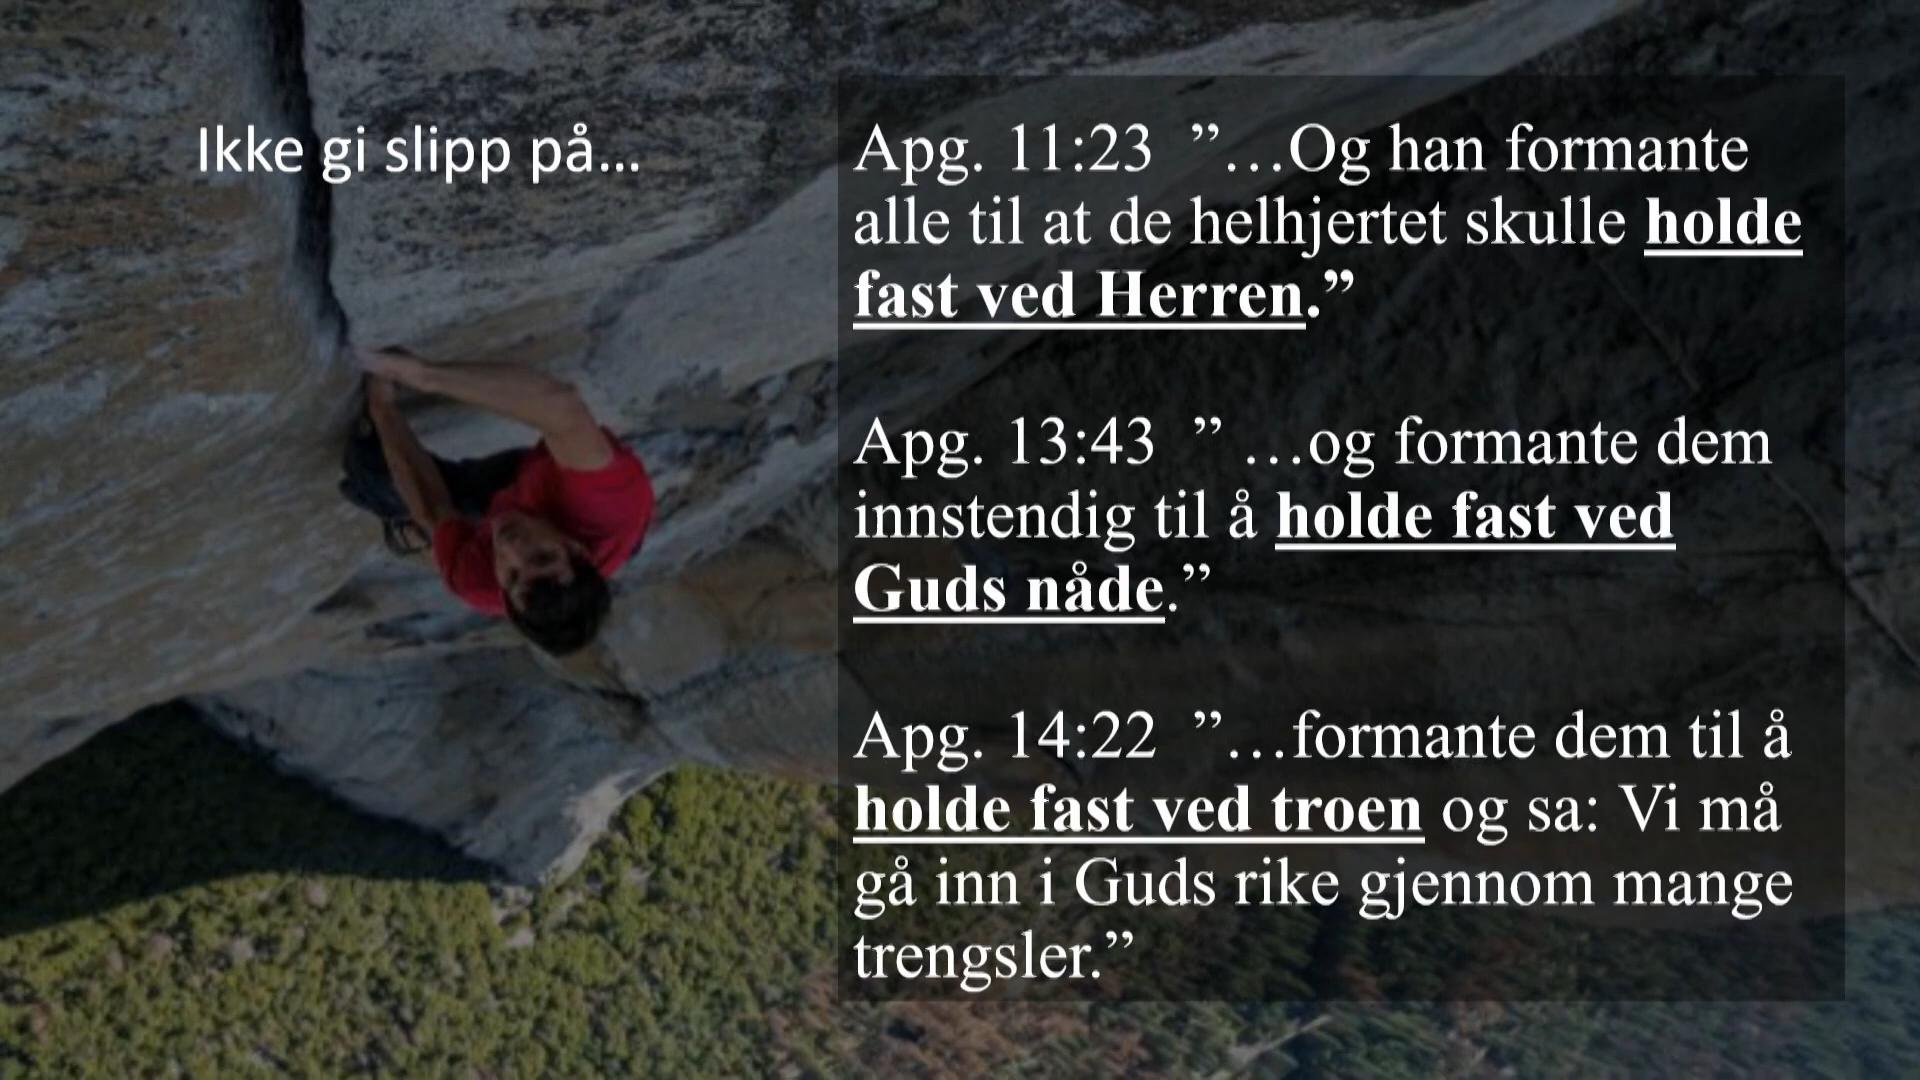 Ikke gi slipp på...
Apg. 11:23  ”…Og han formante
alle til at de helhjertet skulle holde
fast ved Herren.”
Apg. 13:43  ” …og formante dem
innstendig til å holde fast ved
Guds nåde.”
Apg. 14:22  ”…formante dem til å
holde fast ved troen og sa: Vi må
gå inn i Guds rike gjennom mange
trengsler.”